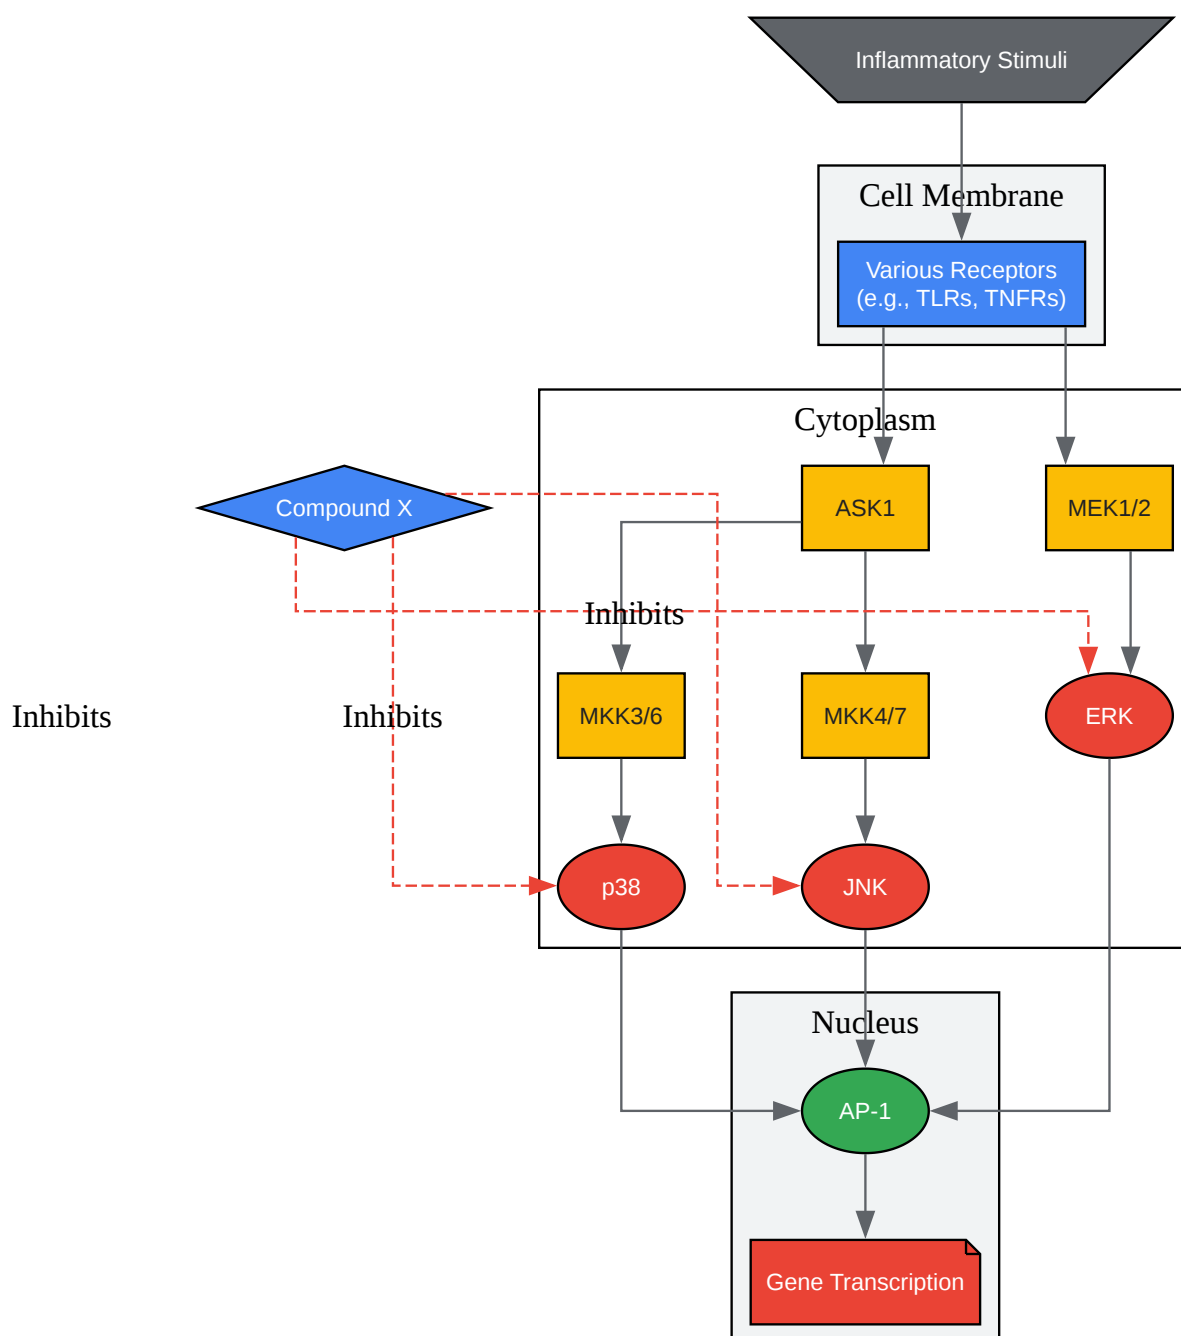 Inflammatory Stimuli
Cell Membrane
Various Receptors
(e.g., TLRs, TNFRs)
Cytoplasm
Compound X
ASK1
MEK1/2
Inhibits
Inhibits
Inhibits
MKK3/6
MKK4/7
ERK
p38
JNK
Nucleus
AP-1
Gene Transcription